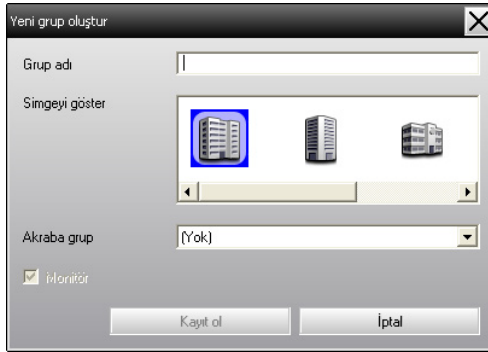 Yeni grup oluştur
Grup adı
Simgeyi göster
Akraba grup
(Yok)
Monitör
Kayıt ol
İptal